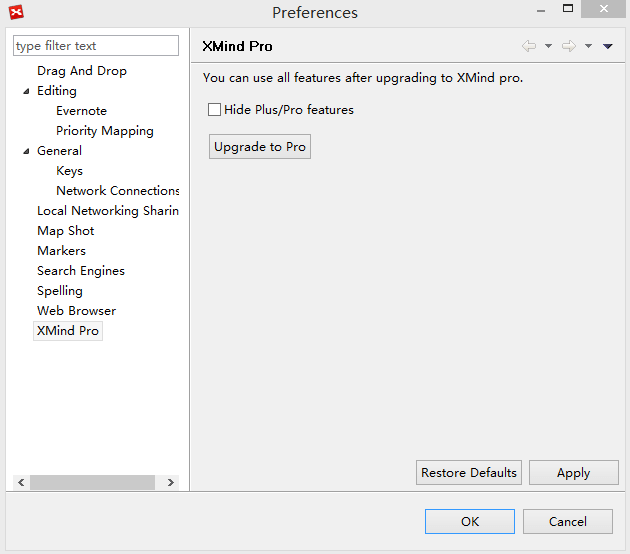 Preferences
type filter text
Drag And Drop
Editing
Evernote
Priority Mapping
General
Keys
Network Connections
Local Networking Sharin
Map Shot
Markers
Search Engines
Spelling
Web Browser
XMind Pro
XMind Pro
You can use all features after upgrading to XMind pro.
Hide Plus/Pro features
Upgrade to Pro
Restore Defaults
Apply
OK
Cancel